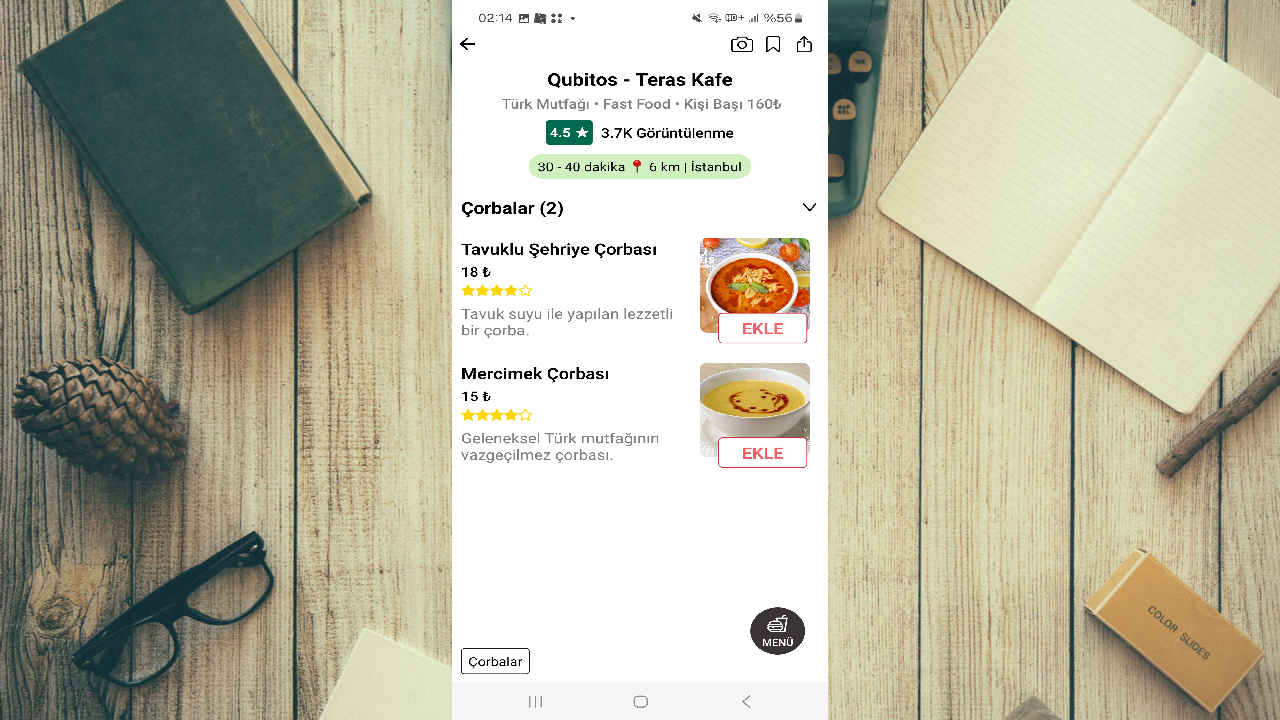 02:14
%56
Qubitos - Teras Kafe
Türk Mutfağı • Fast Food • Kişi Başı 160₺
4.5 ★ 3.7K Görüntülenme
30 - 40 dakika 📍 6 km | İstanbul
Çorbalar (2)
Tavuklu Şehriye Çorbası
18 ₺
Tavuk suyu ile yapılan lezzetli
bir çorba.
EKLE
Mercimek Çorbası
15 ₺
Geleneksel Türk mutfağının
vazgeçilmez çorbası.
EKLE
MENÜ
Çorbalar
COLOR SLIDES